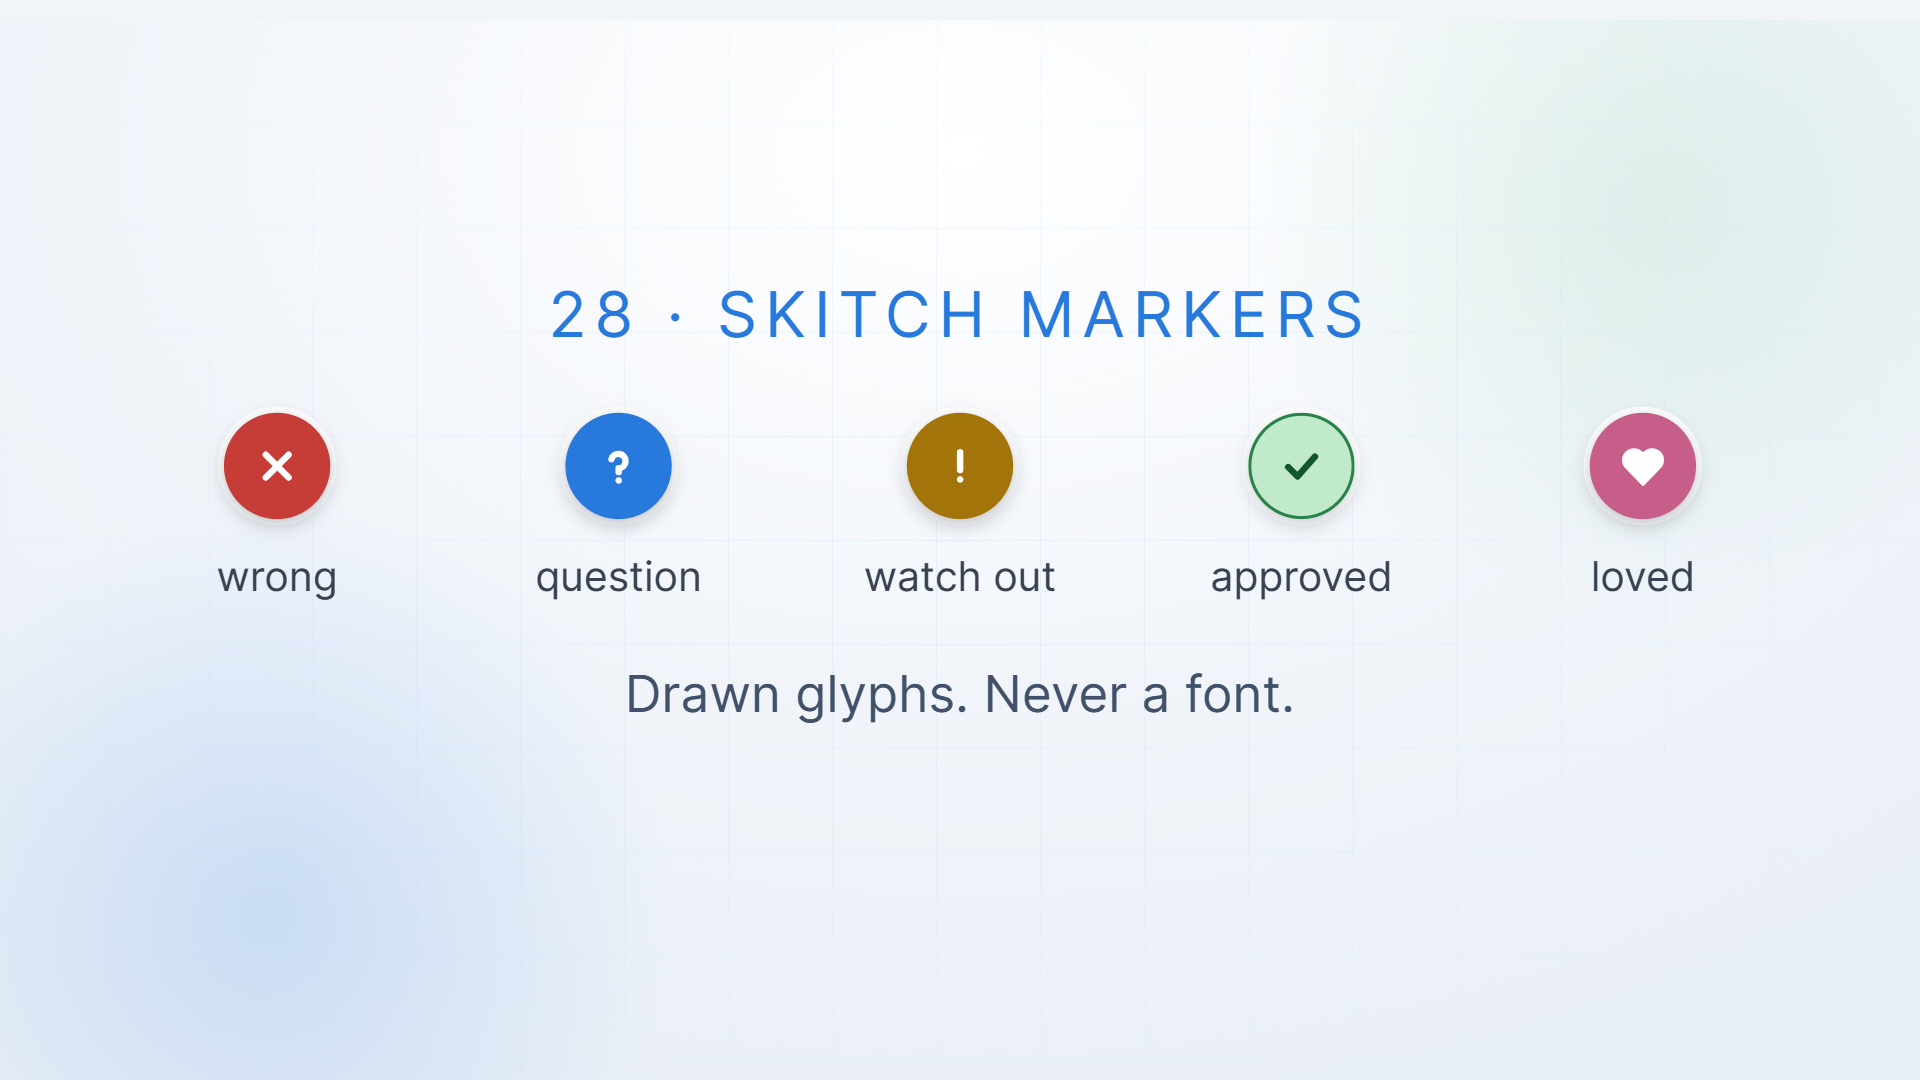 28 · SKITCH MARKERS
wrong question watch out approved loved
Drawn glyphs. Never a font.